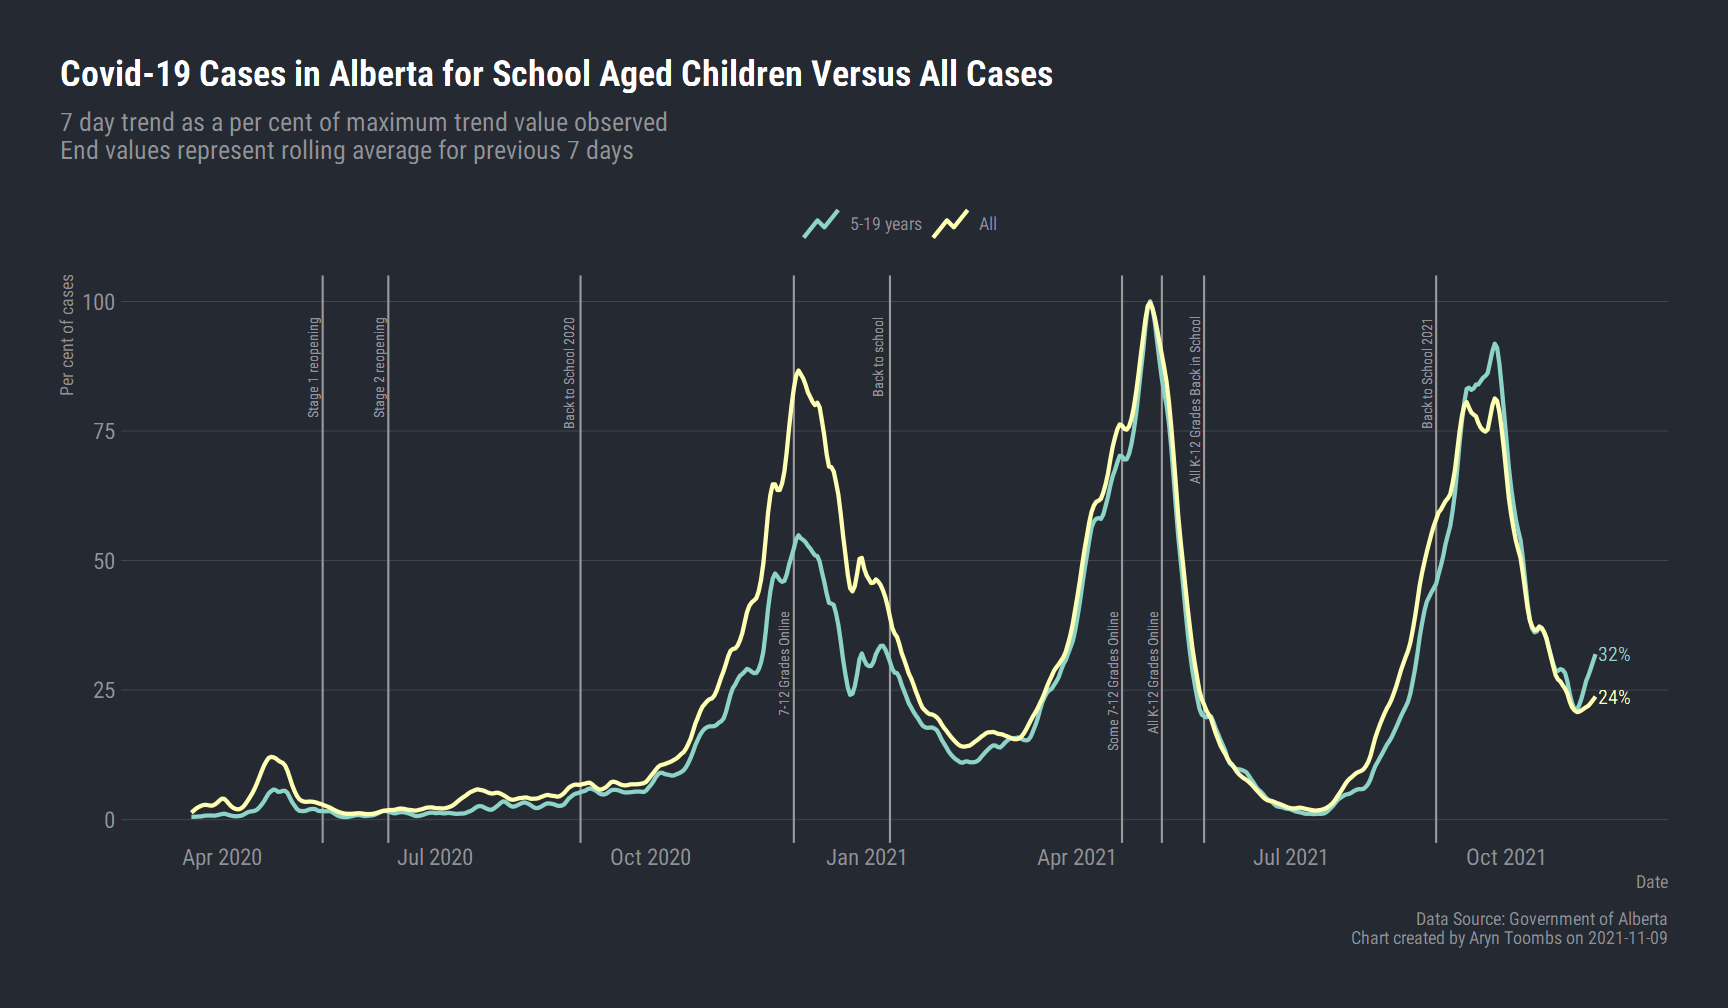 Covid-19 Cases in Alberta for School Aged Children Versus All Cases
7 day trend as a per cent of maximum trend value observed
End values represent rolling average for previous 7 days
5-19 years
All
Per cent of cases
100
75
50
25
0
Stage 1 reopening
Stage 2 reopening
Back to School 2020
7-12 Grades Online
Back to school
Some 7-12 Grades Online
All K-12 Grades Online
All K-12 Grades Back in School
Back to School 2021
32%
24%
Apr 2020
Jul 2020
Oct 2020
Jan 2021
Apr 2021
Jul 2021
Oct 2021
Date
Data Source: Government of Alberta
Chart created by Aryn Toombs on 2021-11-09